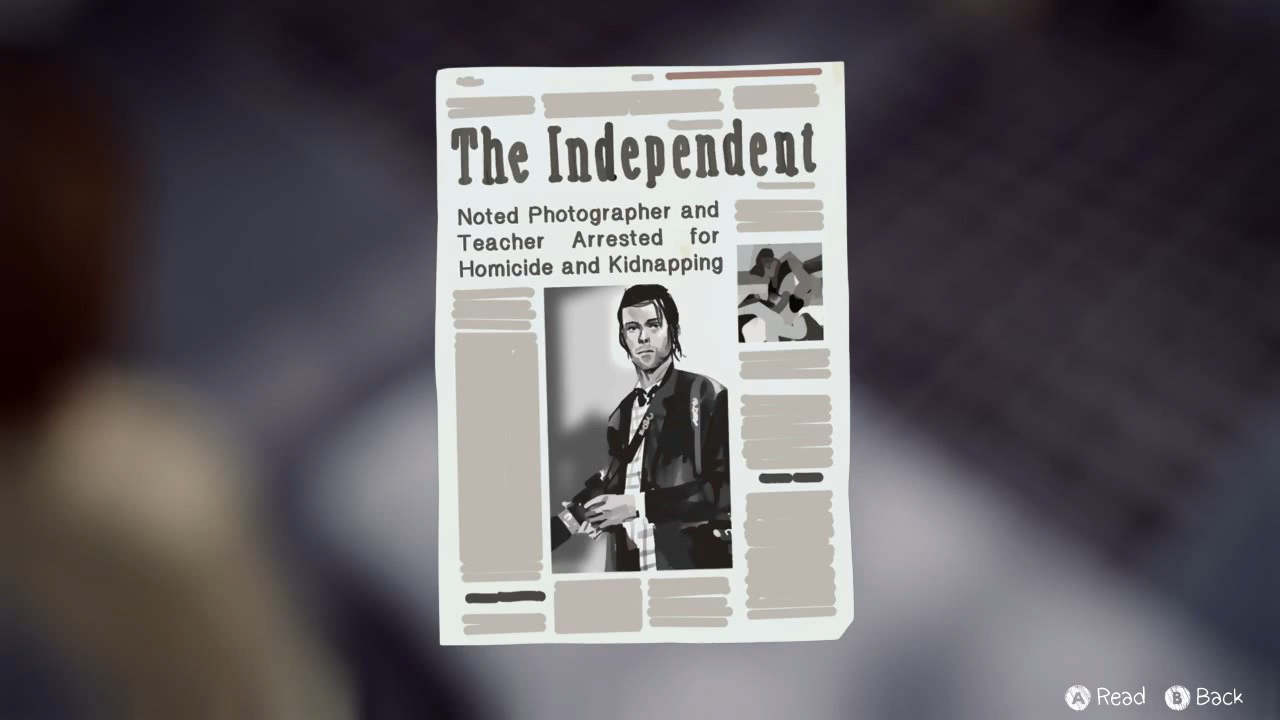 The Independent
Noted Photographer and
Teacher Arrested for
Homicide and Kidnapping
A Read B Back